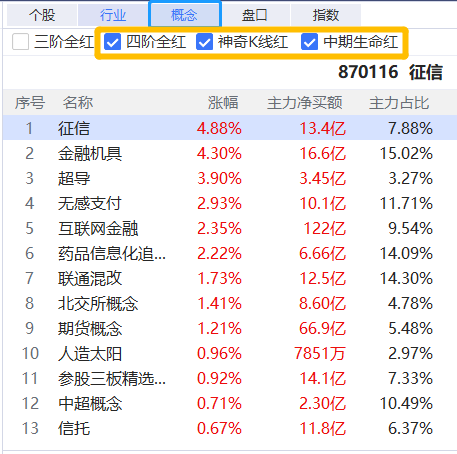 个股 行业 概念 盘口 指数
三阶全红 四阶全红 神奇K线红 中期生命红
870116 征信
序号 名称 涨幅 主力净买额 主力占比
1 征信 4.88% 13.4亿 7.88%
2 金融机具 4.30% 16.6亿 15.02%
3 超导 3.90% 3.45亿 3.27%
4 无感支付 2.93% 10.1亿 11.71%
5 互联网金融 2.35% 122亿 9.54%
6 药品信息化追... 2.22% 6.66亿 14.09%
7 联通混改 1.73% 12.5亿 14.30%
8 北交所概念 1.41% 8.60亿 4.78%
9 期货概念 1.21% 66.9亿 5.48%
10 人造太阳 0.96% 7851万 2.97%
11 参股三板精选... 0.92% 14.1亿 7.33%
12 中超概念 0.71% 2.30亿 10.49%
13 信托 0.67% 11.8亿 6.37%